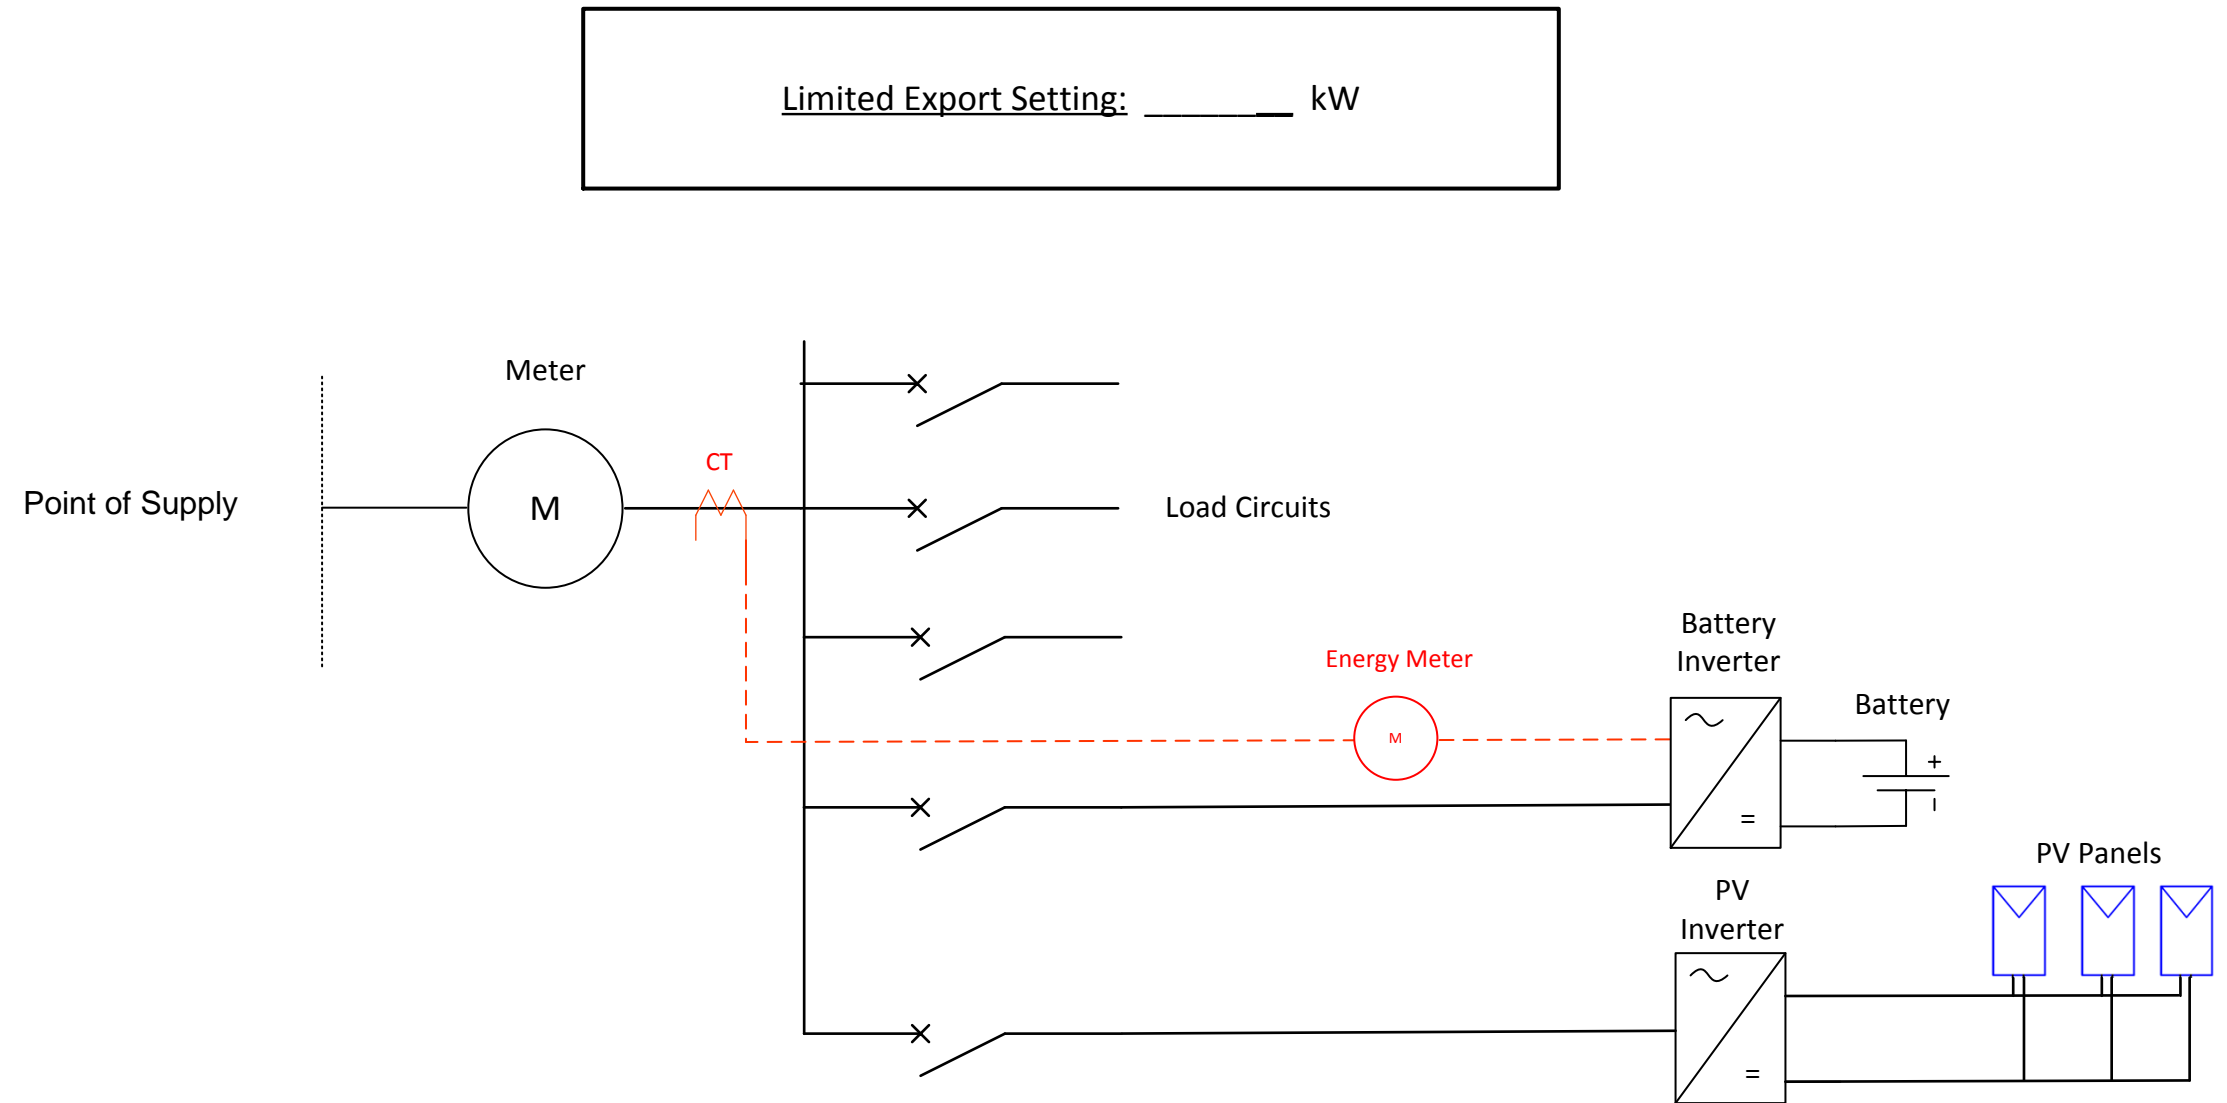 Limited Export Setting: ________ kW
Meter
CT
M
Point of Supply
Load Circuits
Battery
Inverter
Energy Meter
M
Battery
+
=
PV Panels
PV
Inverter
=